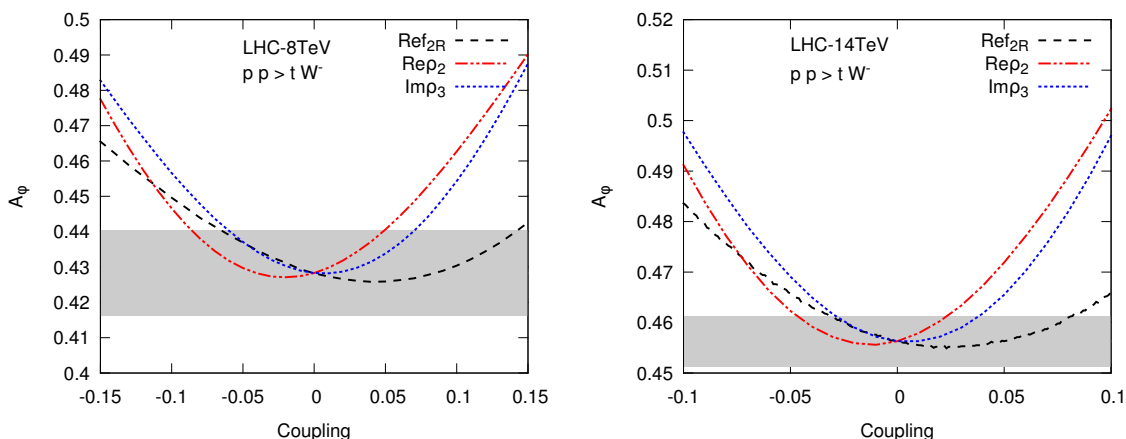 0.5
0.49
0.48
0.47
0.46
0.45
0.44
0.43
0.42
0.41
0.4
-0.15 -0.1 -0.05 0 0.05 0.1 0.15
Aφ
Coupling
LHC-8TeV
p p > t W-
Ref2R
Reρ2
Imρ3
0.52
0.51
0.5
0.49
0.48
0.47
0.46
0.45
-0.1 -0.05 0 0.05 0.1
Aφ
Coupling
LHC-14TeV
p p > t W-
Ref2R
Reρ2
Imρ3